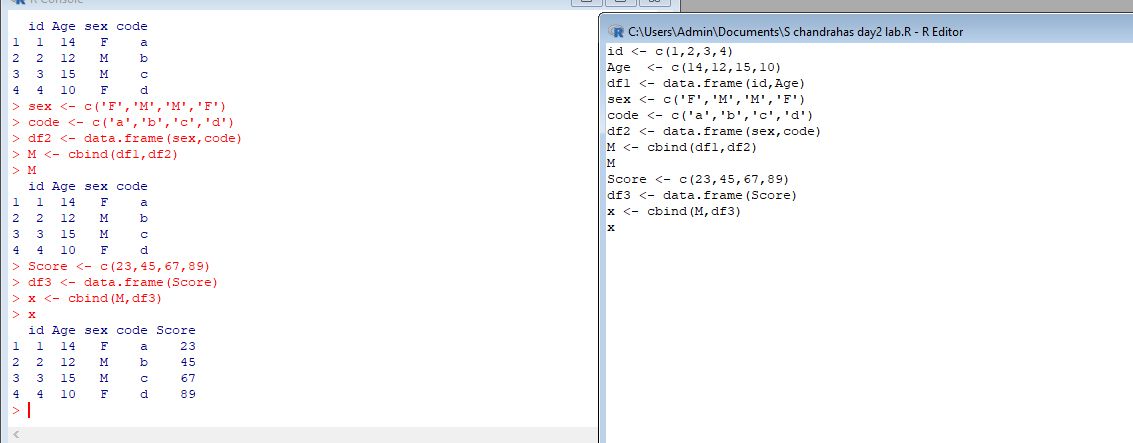 R Console
id Age sex code
1 1 14 F a
2 2 12 M b
3 3 15 M c
4 4 10 F d
> sex <- c('F','M','M','F')
> code <- c('a','b','c','d')
> df2 <- data.frame(sex,code)
> M <- cbind(df1,df2)
> M
id Age sex code
1 1 14 F a
2 2 12 M b
3 3 15 M c
4 4 10 F d
> Score <- c(23,45,67,89)
> df3 <- data.frame(Score)
> x <- cbind(M,df3)
> x
id Age sex code Score
1 1 14 F a 23
2 2 12 M b 45
3 3 15 M c 67
4 4 10 F d 89
>
C:\Users\Admin\Documents\S chandrahas day2 lab.R - R Editor
id <- c(1,2,3,4)
Age  <- c(14,12,15,10)
df1 <- data.frame(id,Age)
sex <- c('F','M','M','F')
code <- c('a','b','c','d')
df2 <- data.frame(sex,code)
M <- cbind(df1,df2)
M
Score <- c(23,45,67,89)
df3 <- data.frame(Score)
x <- cbind(M,df3)
x